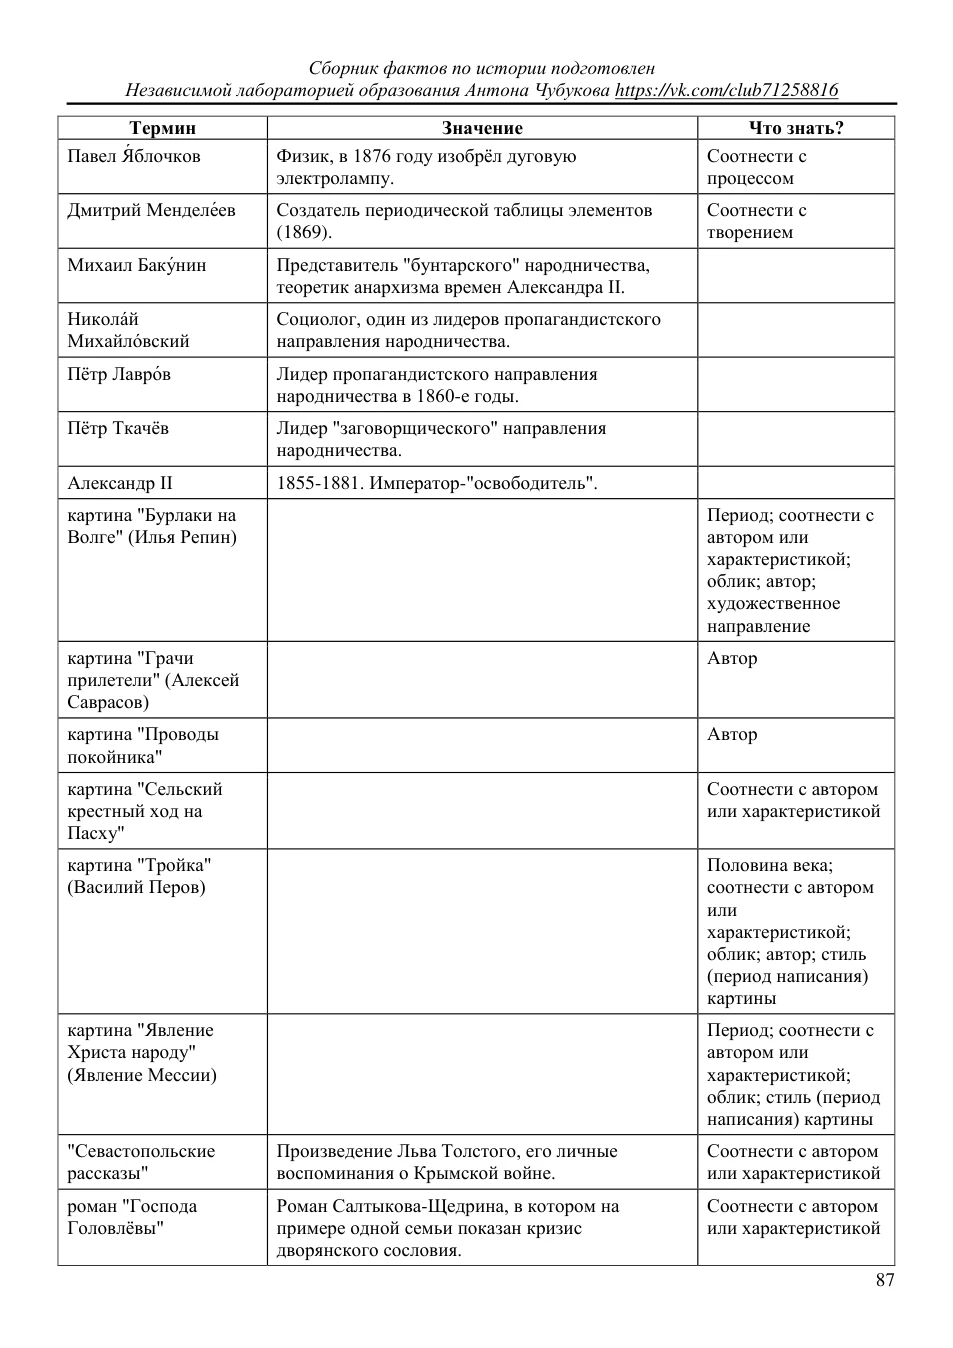 Сборник фактов по истории подготовлен
Независимой лабораторией образования Антона Чубукова https://vk.com/club71258816
Термин Значение Что знать?
Павел Я́блочков Физик, в 1876 году изобрёл дуговую Соотнести с
электролампу. процессом
Дмитрий Менделе́ев Создатель периодической таблицы элементов Соотнести с
(1869). творением
Михаил Баку́нин Представитель "бунтарского" народничества,
теоретик анархизма времен Александра II.
Никола́й Социолог, один из лидеров пропагандистского
Михайло́вский направления народничества.
Пётр Лавро́в Лидер пропагандистского направления
народничества в 1860-е годы.
Пётр Ткачёв Лидер "заговорщического" направления
народничества.
Александр II 1855-1881. Император-"освободитель".
картина "Бурлаки на Период; соотнести с
Волге" (Илья Репин) автором или
характеристикой;
облик; автор;
художественное
направление
картина "Грачи Автор
прилетели" (Алексей
Саврасов)
картина "Проводы Автор
покойника"
картина "Сельский Соотнести с автором
крестный ход на или характеристикой
Пасху"
картина "Тройка" Половина века;
(Василий Перов) соотнести с автором
или
характеристикой;
облик; автор; стиль
(период написания)
картины
картина "Явление Период; соотнести с
Христа народу" автором или
(Явление Мессии) характеристикой;
облик; стиль (период
написания) картины
"Севастопольские Произведение Льва Толстого, его личные Соотнести с автором
рассказы" воспоминания о Крымской войне. или характеристикой
роман "Господа Роман Салтыкова-Щедрина, в котором на Соотнести с автором
Головлёвы" примере одной семьи показан кризис или характеристикой
дворянского сословия.
87